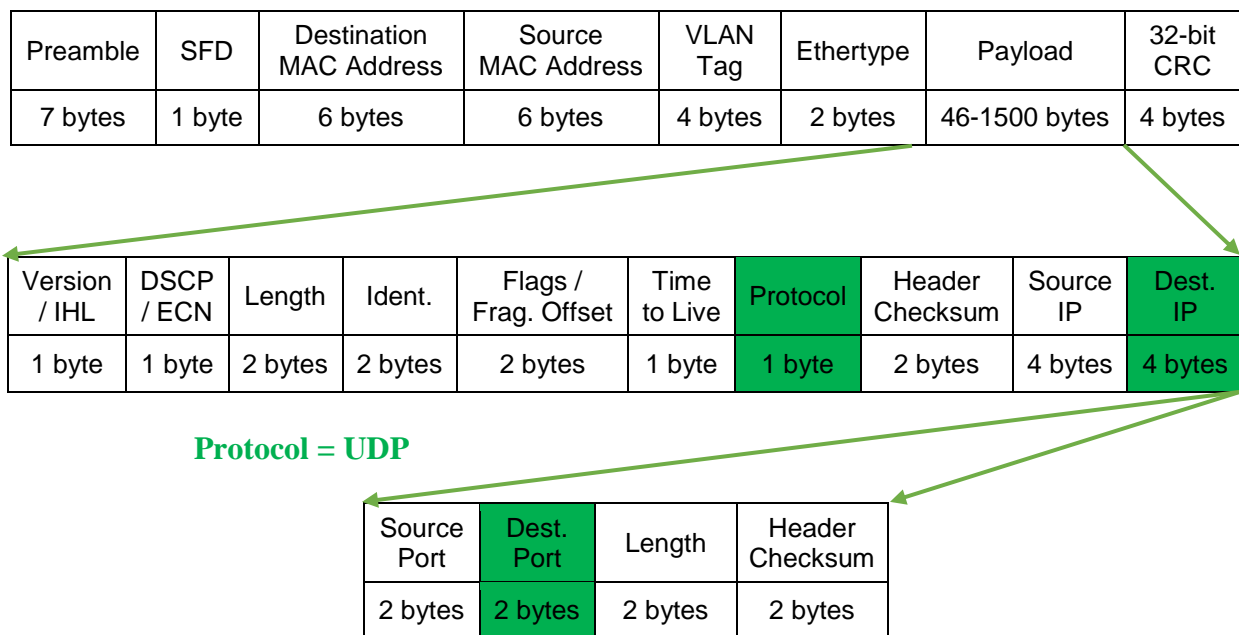 Preamble SFD Destination MAC Address Source MAC Address VLAN Tag Ethertype Payload 32-bit CRC
7 bytes 1 byte 6 bytes 6 bytes 4 bytes 2 bytes 46-1500 bytes 4 bytes
Version / IHL DSCP / ECN Length Ident. Flags / Frag. Offset Time to Live Protocol Header Checksum Source IP Dest. IP
1 byte 1 byte 2 bytes 2 bytes 2 bytes 1 byte 1 byte 2 bytes 4 bytes 4 bytes
Protocol = UDP
Source Port Dest. Port Length Header Checksum
2 bytes 2 bytes 2 bytes 2 bytes